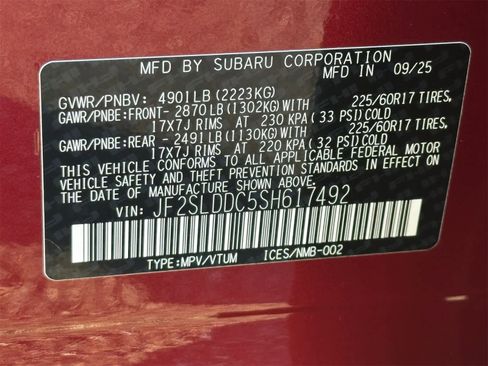 MFD BY SUBARU CORPORATION
MFD IN 09/25
GVWR/PNBV: 4901LB (2223KG)
GAWR/PNBE:FRONT- 2870LB (1302KG) WITH 225/60R17 TIRES,
17X7J RIMS AT 230 KPA ( 33 PSI) COLD
GAWR/PNBE:REAR - 2491LB (1130KG) WITH 225/60R17 TIRES,
17X7J RIMS AT 220 KPA ( 32 PSI) COLD
THIS VEHICLE CONFORMS TO ALL APPLICABLE FEDERAL MOTOR
VEHICLE SAFETY AND THEFT PREVENTION STANDARDS IN EFFECT ON
THE DATE OF MANUFACTURE SHOWN ABOVE.
VIN: JF2SLDDC5SH617492
TYPE:MPV/VTUM ICES/NMB-002